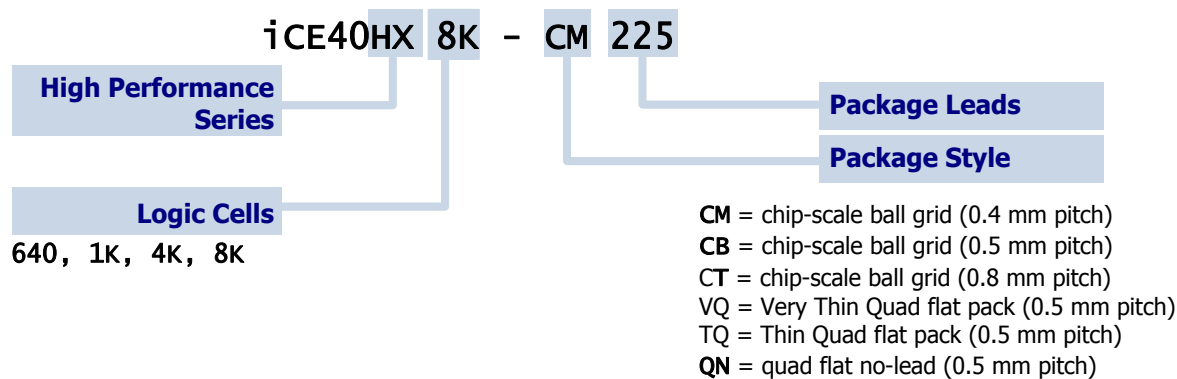 iCE40HX 8K - CM 225
High Performance
Series
Package Leads
Package Style
Logic Cells
640, 1K, 4K, 8K
CM = chip-scale ball grid (0.4 mm pitch)
CB = chip-scale ball grid (0.5 mm pitch)
CT = chip-scale ball grid (0.8 mm pitch)
VQ = Very Thin Quad flat pack (0.5 mm pitch)
TQ = Thin Quad flat pack (0.5 mm pitch)
QN = quad flat no-lead (0.5 mm pitch)